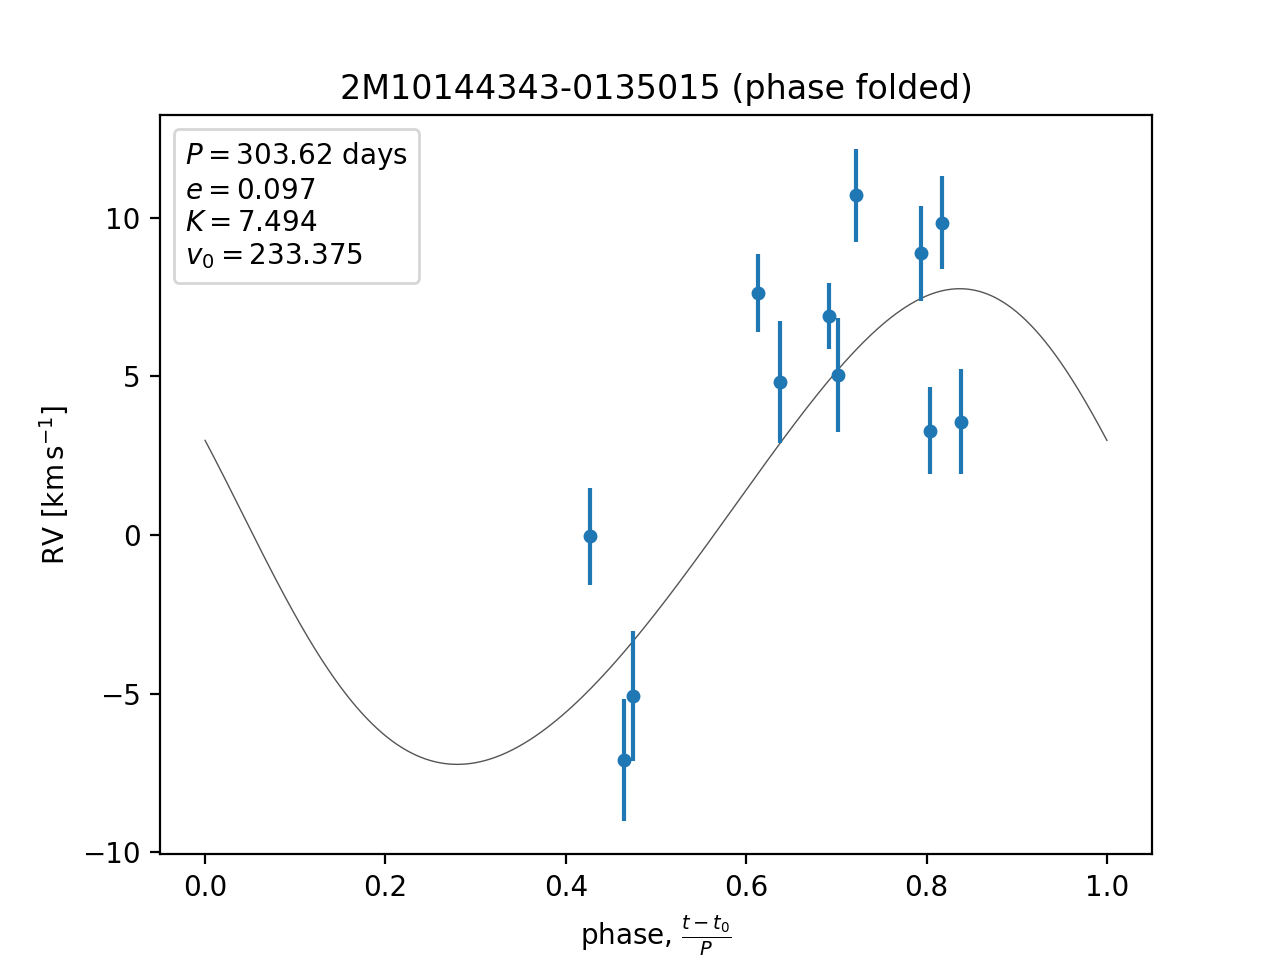 2M10144343-0135015 (phase folded)
P = 303.62 days
e = 0.097
K = 7.494
v₀ = 233.375
10
5
0
−5
−10
RV [km s⁻¹]
0.0 0.2 0.4 0.6 0.8 1.0
phase, (t − t₀)/P